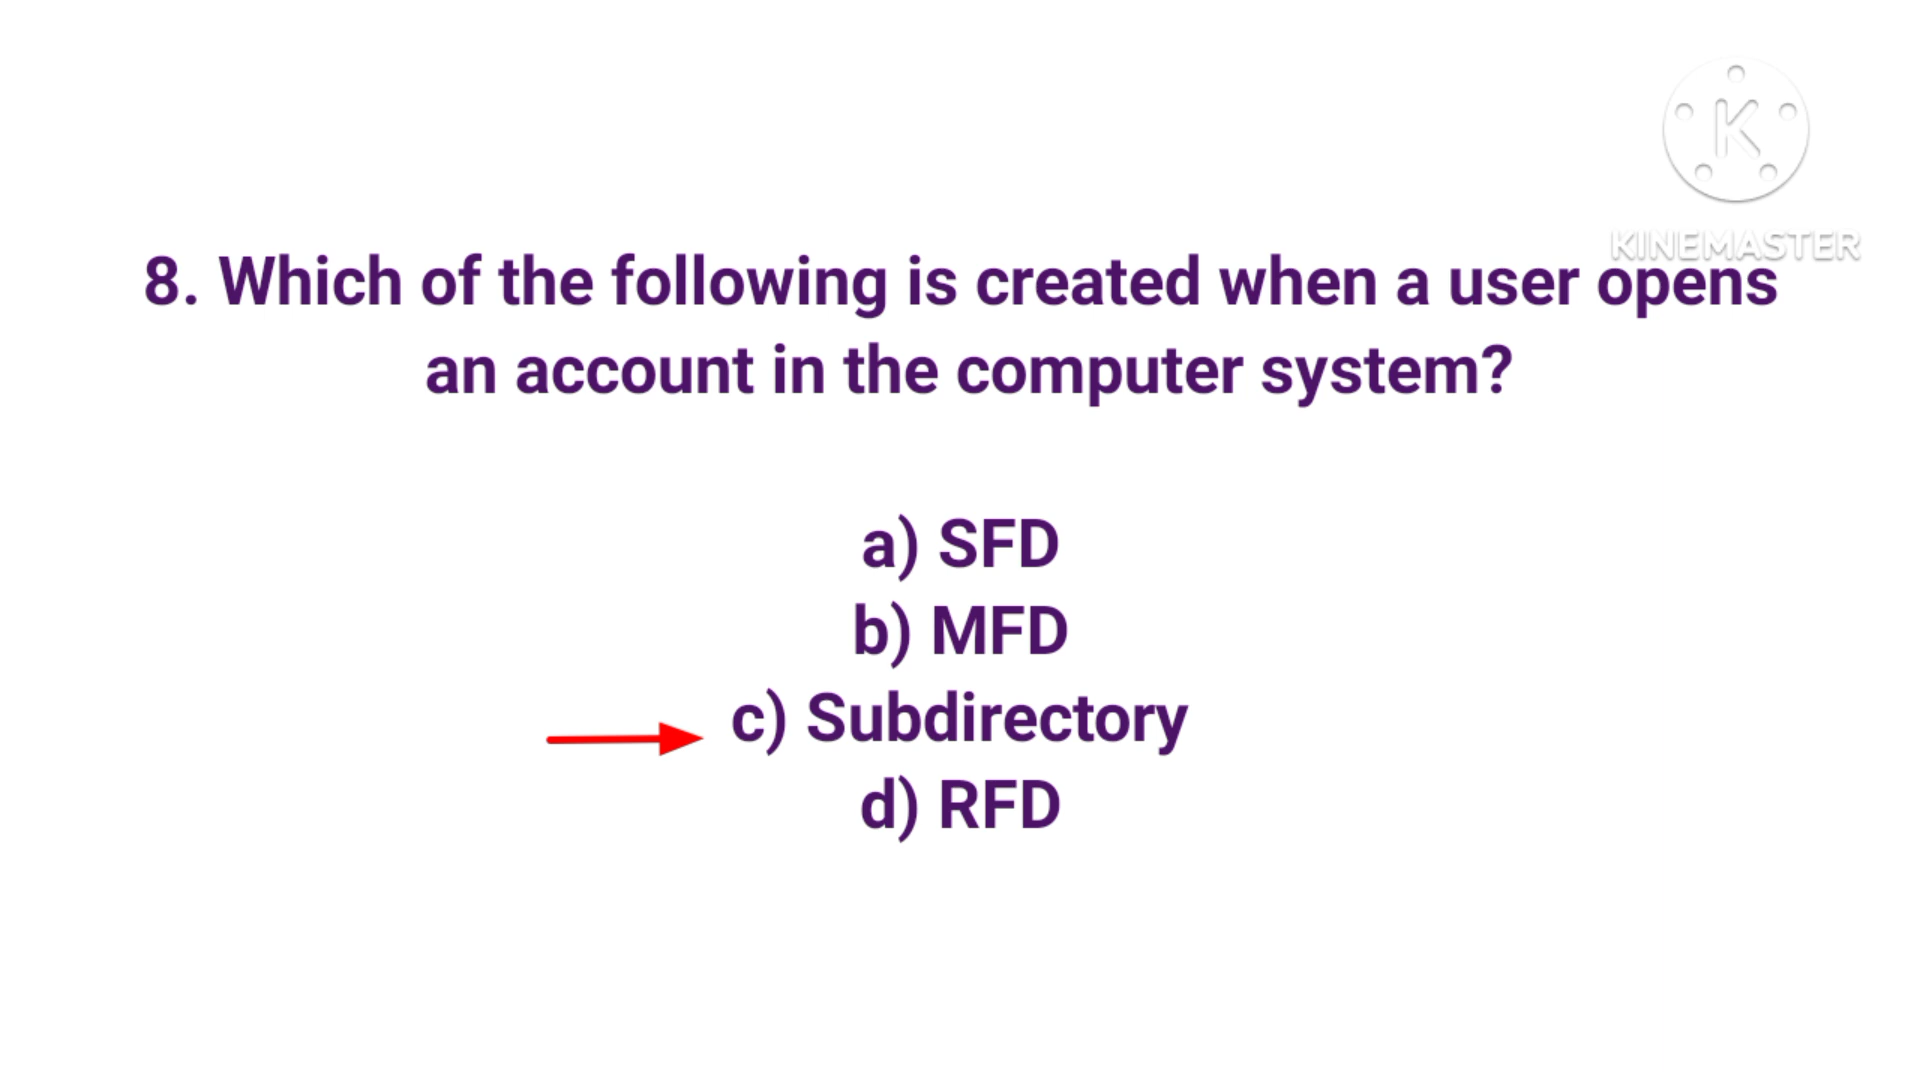 K
KINEMASTER
8. Which of the following is created when a user opens
an account in the computer system?
a) SFD
b) MFD
c) Subdirectory
d) RFD